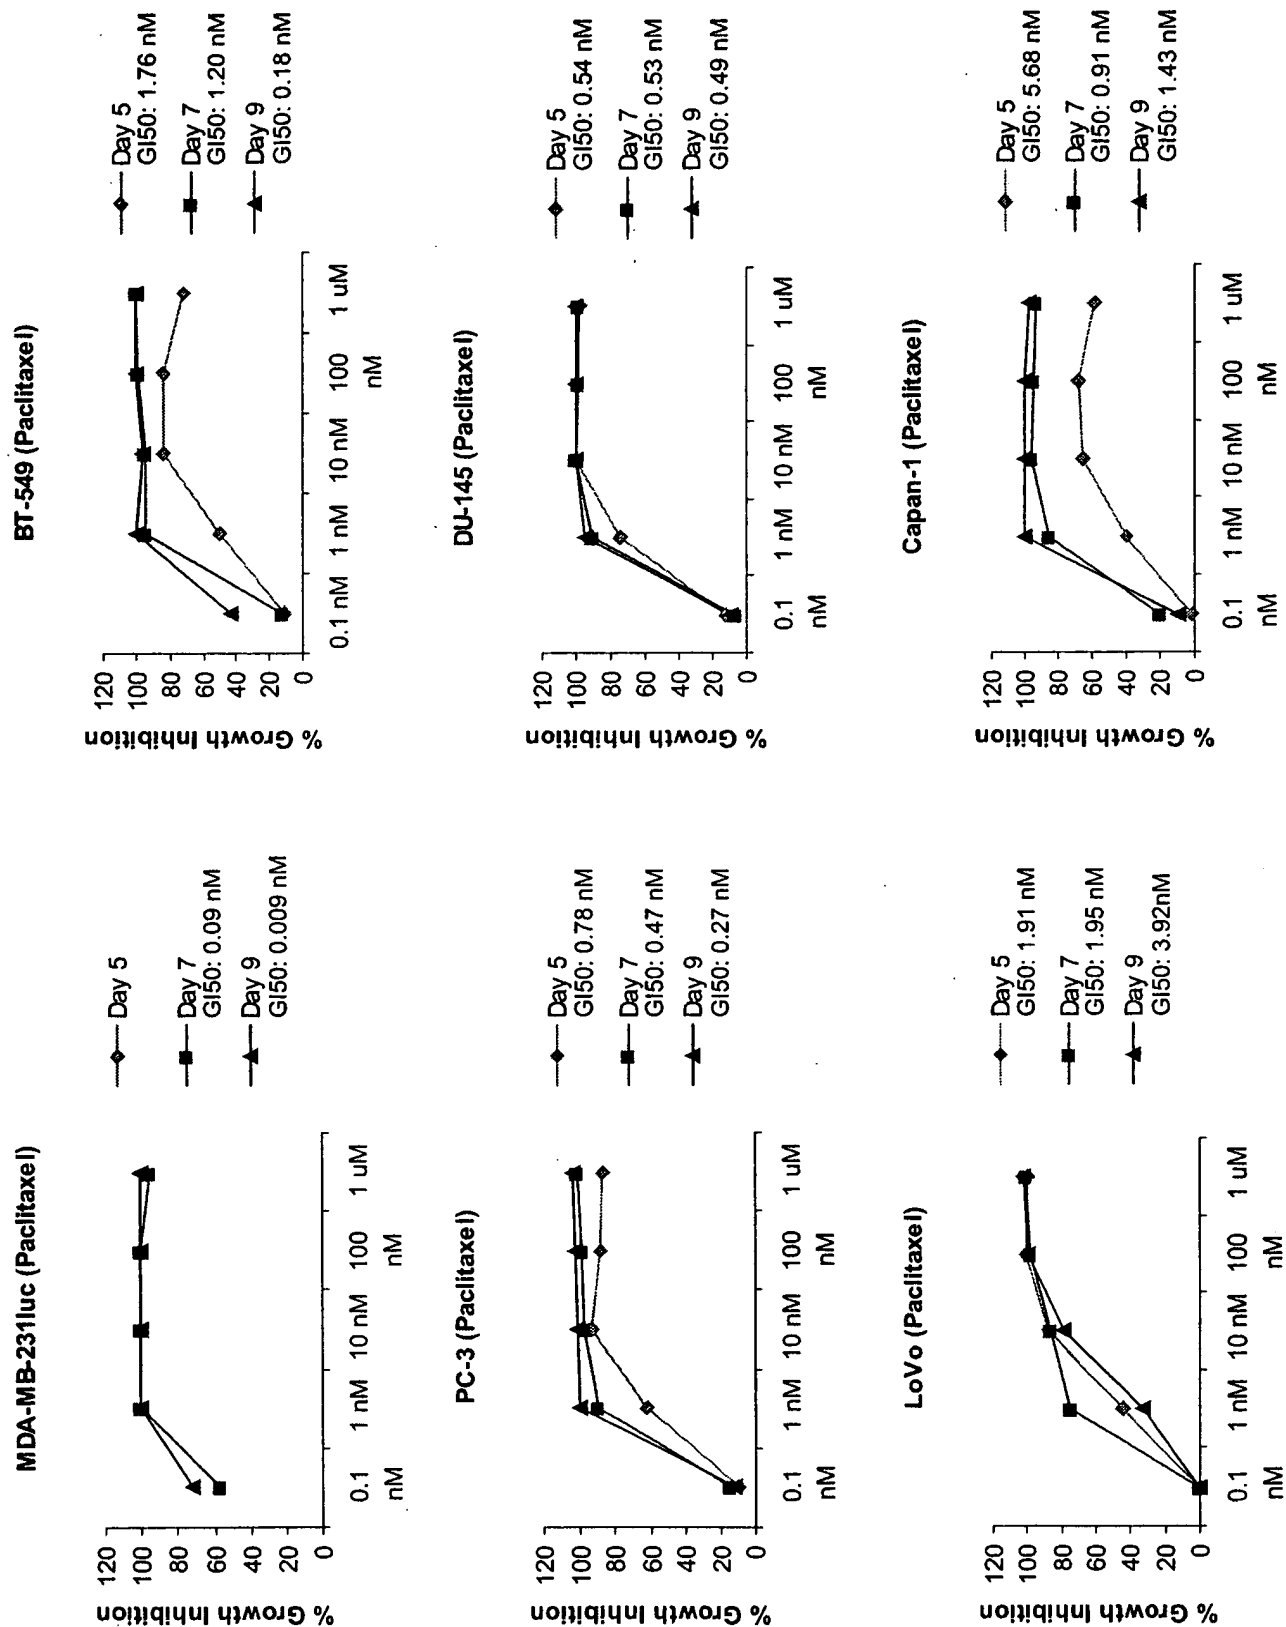 MDA-MB-231luc (Paclitaxel)
% Growth Inhibition
120
100
80
60
40
20
0
0.1
nM
1 nM
10 nM
100
nM
1 uM
Day 5
Day 7
GI50: 0.09 nM
Day 9
GI50: 0.009 nM
BT-549 (Paclitaxel)
% Growth Inhibition
120
100
80
60
40
20
0
0.1 nM
1 nM
10 nM
100
nM
1 uM
Day 5
GI50: 1.76 nM
Day 7
GI50: 1.20 nM
Day 9
GI50: 0.18 nM
PC-3 (Paclitaxel)
% Growth Inhibition
120
100
80
60
40
20
0
0.1
nM
1 nM
10 nM
100
nM
1 uM
Day 5
GI50: 0.78 nM
Day 7
GI50: 0.47 nM
Day 9
GI50: 0.27 nM
DU-145 (Paclitaxel)
% Growth Inhibition
120
100
80
60
40
20
0
0.1
nM
1 nM
10 nM
100
nM
1 uM
Day 5
GI50: 0.54 nM
Day 7
GI50: 0.53 nM
Day 9
GI50: 0.49 nM
LoVo (Paclitaxel)
% Growth Inhibition
120
100
80
60
40
20
0
0.1
nM
1 nM
10 nM
100
nM
1 uM
Day 5
GI50: 1.91 nM
Day 7
GI50: 1.95 nM
Day 9
GI50: 3.92nM
Capan-1 (Paclitaxel)
% Growth Inhibition
120
100
80
60
40
20
0
0.1
nM
1 nM
10 nM
100
nM
1 uM
Day 5
GI50: 5.68 nM
Day 7
GI50: 0.91 nM
Day 9
GI50: 1.43 nM